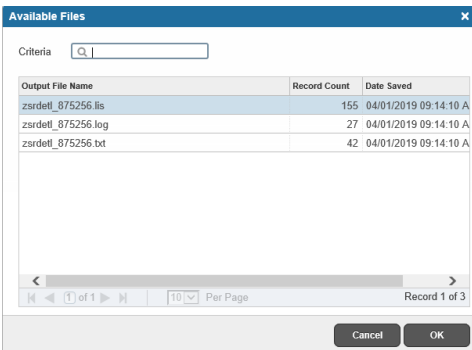 Available Files x
Criteria
Output File Name Record Count Date Saved
zsrdetl_875256.lis 155 04/01/2019 09:14:10 A
zsrdetl_875256.log 27 04/01/2019 09:14:10 A
zsrdetl_875256.txt 42 04/01/2019 09:14:10 A
1 of 1 10 Per Page Record 1 of 3
Cancel OK